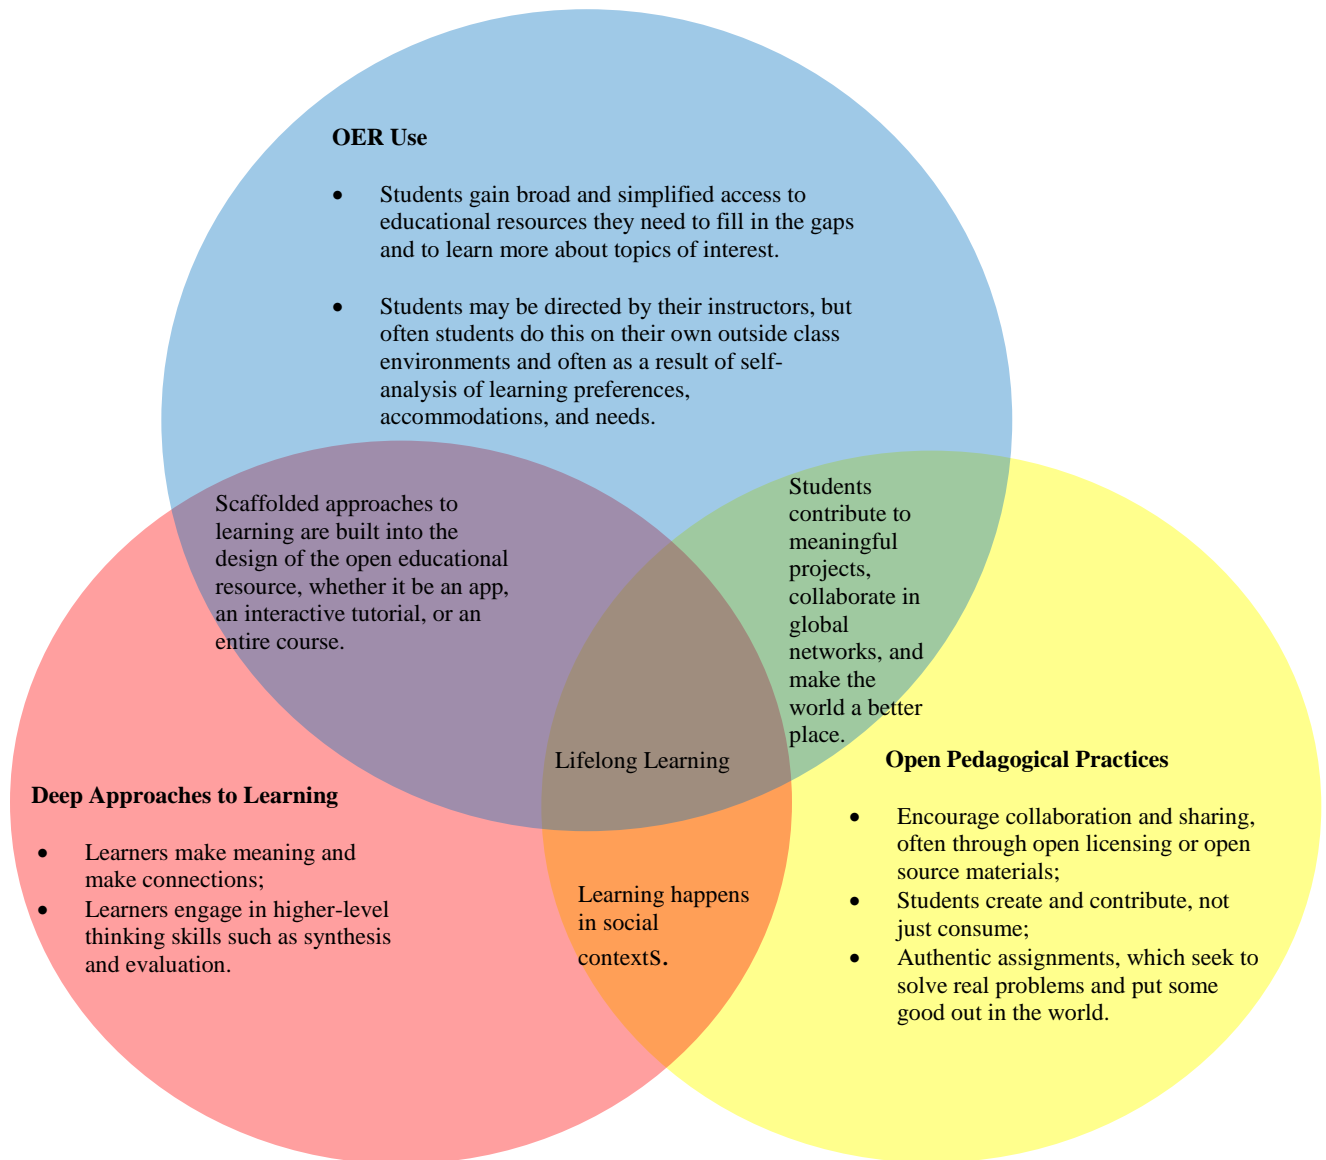 OER Use
• Students gain broad and simplified access to
educational resources they need to fill in the gaps
and to learn more about topics of interest.
• Students may be directed by their instructors, but
often students do this on their own outside class
environments and often as a result of self-
analysis of learning preferences,
accommodations, and needs.
Scaffolded approaches to
learning are built into the
design of the open educational
resource, whether it be an app,
an interactive tutorial, or an
entire course.
Students
contribute to
meaningful
projects,
collaborate in
global
networks, and
make the
world a better
place.
Lifelong Learning
Deep Approaches to Learning
• Learners make meaning and
make connections;
• Learners engage in higher-level
thinking skills such as synthesis
and evaluation.
Learning happens
in social
contexts.
Open Pedagogical Practices
• Encourage collaboration and sharing,
often through open licensing or open
source materials;
• Students create and contribute, not
just consume;
• Authentic assignments, which seek to
solve real problems and put some
good out in the world.